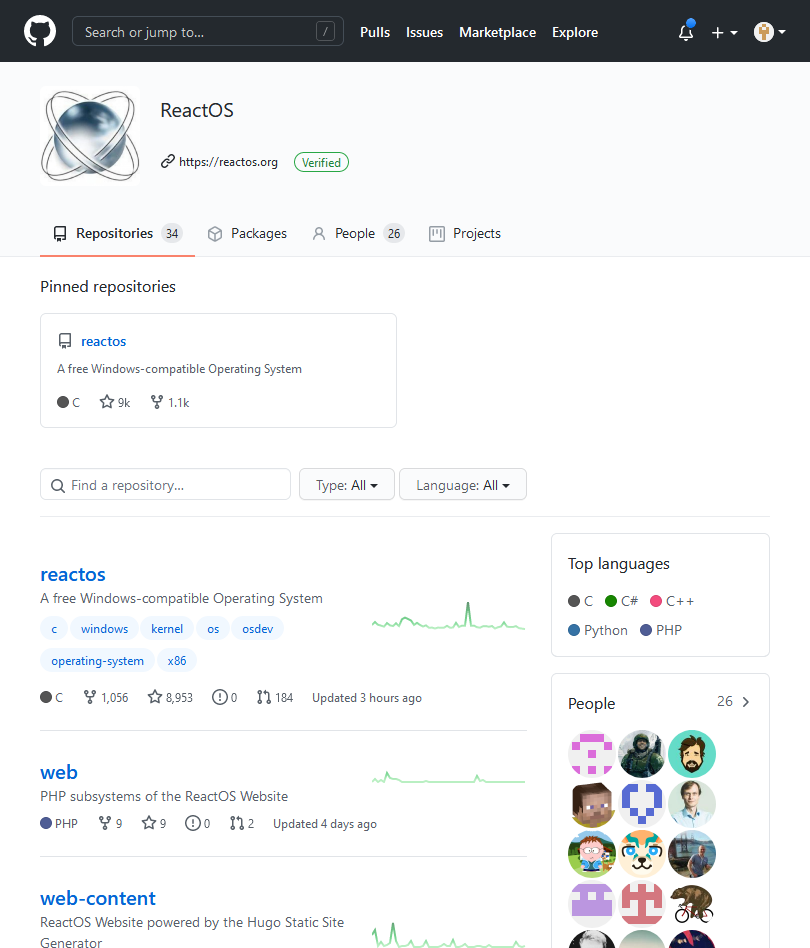 Search or jump to... /
Pulls Issues Marketplace Explore
ReactOS
https://reactos.org Verified
Repositories 34 Packages People 26 Projects
Pinned repositories
reactos
A free Windows-compatible Operating System
C 9k 1.1k
Find a repository... Type: All Language: All
reactos
A free Windows-compatible Operating System
c windows kernel os osdev
operating-system x86
C 1,056 8,953 0 184 Updated 3 hours ago
web
PHP subsystems of the ReactOS Website
PHP 9 9 0 2 Updated 4 days ago
web-content
ReactOS Website powered by the Hugo Static Site
Generator
Top languages
C C# C++
Python PHP
People 26